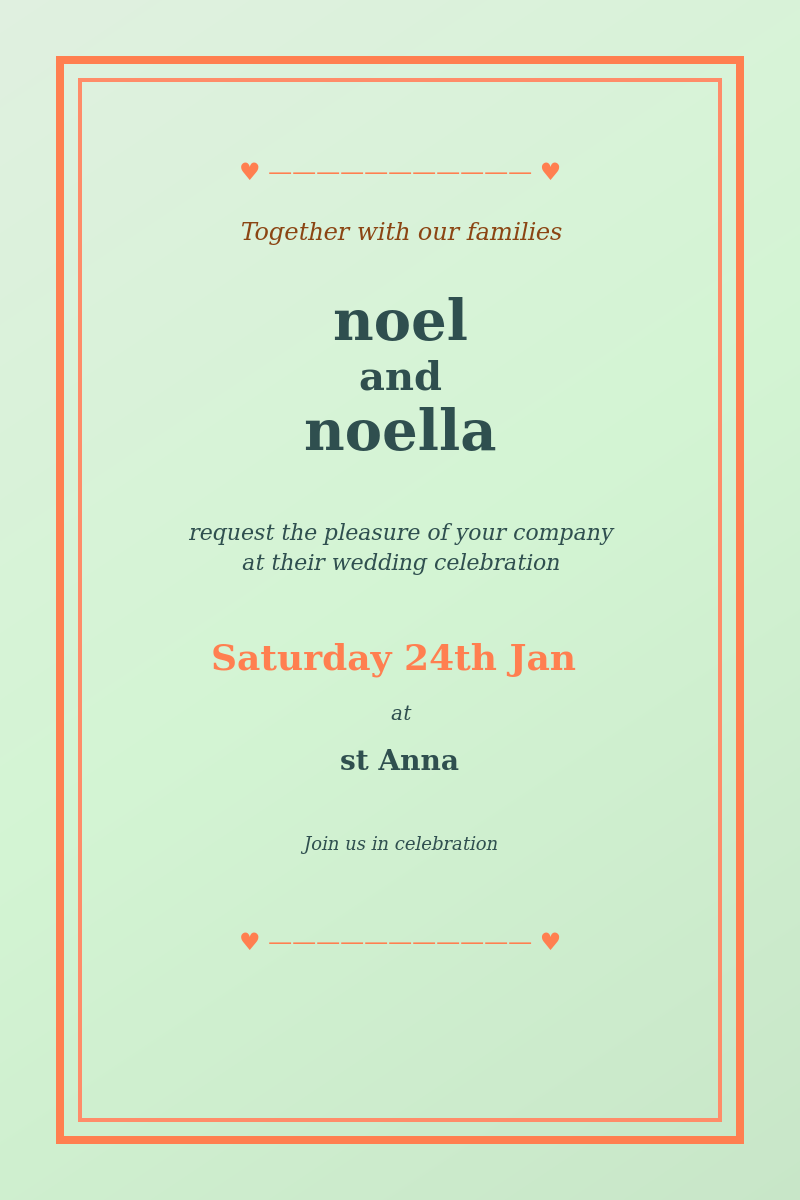 ♥ ——————————— ♥
Together with our families
noel
and
noella
request the pleasure of your company
at their wedding celebration
Saturday 24th Jan
at
st Anna
Join us in celebration
♥ ——————————— ♥